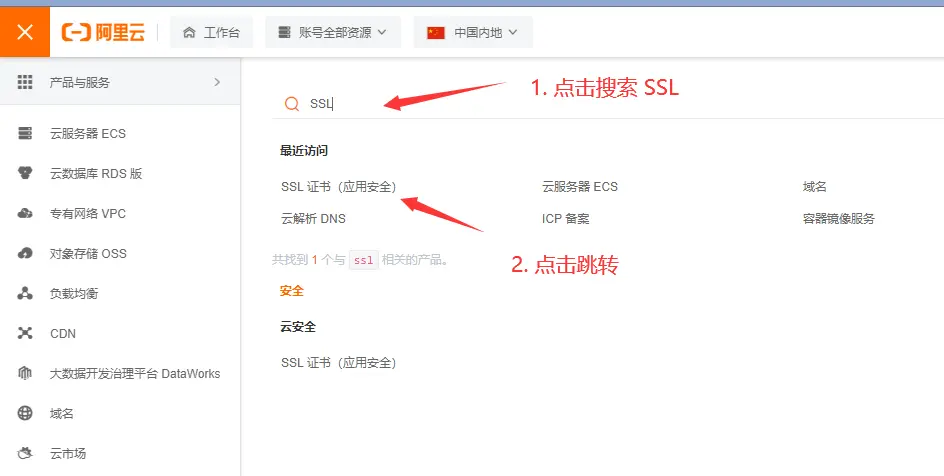 阿里云
工作台
账号全部资源
中国内地
产品与服务
云服务器 ECS
云数据库 RDS 版
专有网络 VPC
对象存储 OSS
负载均衡
CDN
大数据开发治理平台 DataWorks
域名
云市场
SSL
1. 点击搜索 SSL
最近访问
SSL 证书（应用安全） 云服务器 ECS 域名
云解析 DNS ICP 备案 容器镜像服务
共找到 1 个与 ssl 相关的产品。
2. 点击跳转
安全
云安全
SSL 证书（应用安全）